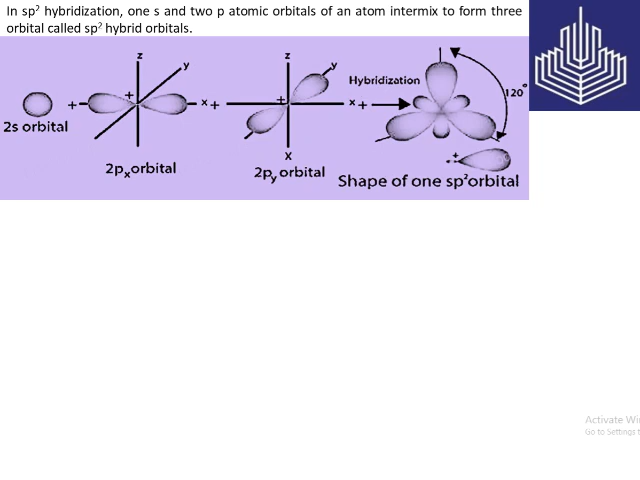 In sp² hybridization, one s and two p atomic orbitals of an atom intermix to form three
orbital called sp² hybrid orbitals.
z
y
+
x
2s orbital
+
2pₓorbital
z
y
+
+
x
X
2py orbital
Hybridization
+
120°
+
Shape of one sp²orbital
Activate Wi
Go to Settings t